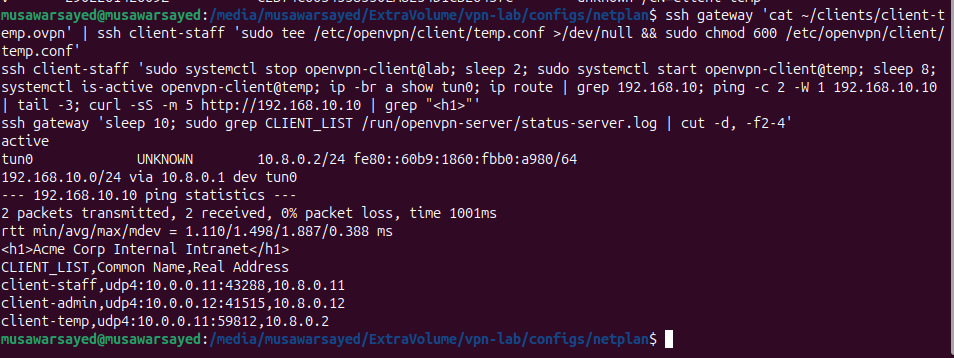 musawarsayed@musawarsayed:/media/musawarsayed/ExtraVolume/vpn-lab/configs/netplan$ ssh gateway 'cat ~/clients/client-t
emp.ovpn' | ssh client-staff 'sudo tee /etc/openvpn/client/temp.conf >/dev/null && sudo chmod 600 /etc/openvpn/client/
temp.conf'
ssh client-staff 'sudo systemctl stop openvpn-client@lab; sleep 2; sudo systemctl start openvpn-client@temp; sleep 8;
systemctl is-active openvpn-client@temp; ip -br a show tun0; ip route | grep 192.168.10; ping -c 2 -W 1 192.168.10.10
| tail -3; curl -sS -m 5 http://192.168.10.10 | grep "<h1>"'
ssh gateway 'sleep 10; sudo grep CLIENT_LIST /run/openvpn-server/status-server.log | cut -d, -f2-4'
active
tun0             UNKNOWN        10.8.0.2/24 fe80::60b9:1860:fbb0:a980/64
192.168.10.0/24 via 10.8.0.1 dev tun0
--- 192.168.10.10 ping statistics ---
2 packets transmitted, 2 received, 0% packet loss, time 1001ms
rtt min/avg/max/mdev = 1.110/1.498/1.887/0.388 ms
<h1>Acme Corp Internal Intranet</h1>
CLIENT_LIST,Common Name,Real Address
client-staff,udp4:10.0.0.11:43288,10.8.0.11
client-admin,udp4:10.0.0.12:41515,10.8.0.12
client-temp,udp4:10.0.0.11:59812,10.8.0.2
musawarsayed@musawarsayed:/media/musawarsayed/ExtraVolume/vpn-lab/configs/netplan$